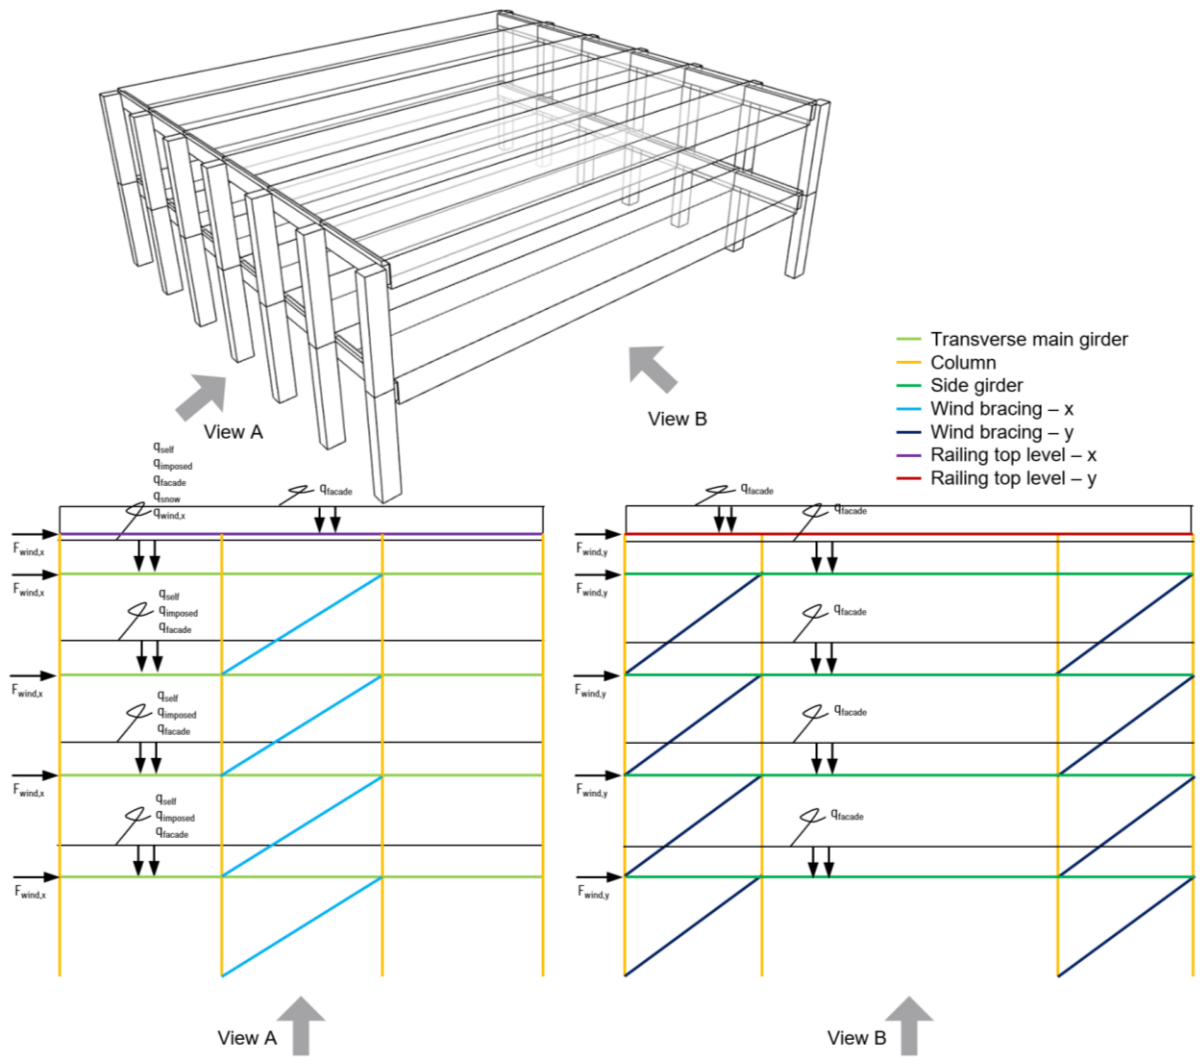 Transverse main girder
Column
Side girder
Wind bracing – x
Wind bracing – y
Railing top level – x
Railing top level – y
View A
View B
qself
qimposed
qfacade
qsnow
qwind,x
qfacade
Fwind,x
Fwind,x
qself
qimposed
qfacade
Fwind,x
qself
qimposed
qfacade
Fwind,x
qself
qimposed
qfacade
Fwind,x
View A
qfacade
qfacade
Fwind,y
Fwind,y
qfacade
Fwind,y
qfacade
Fwind,y
qfacade
Fwind,y
View B